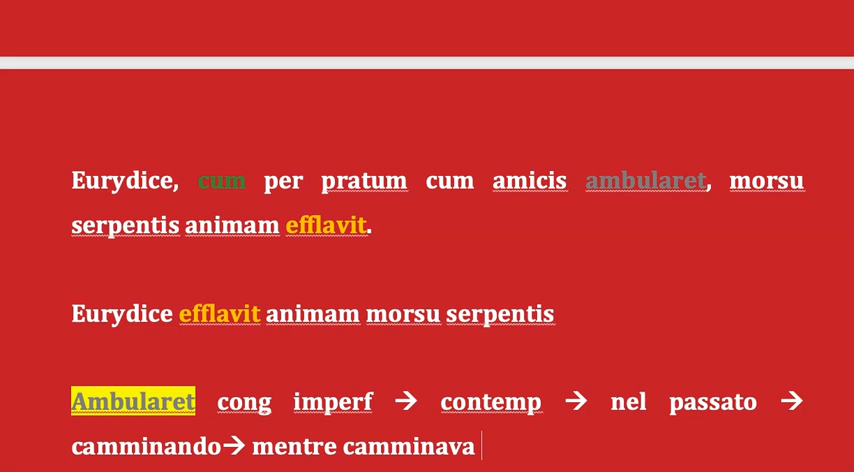 Eurydice, cum per pratum cum amicis ambularet, morsu
serpentis animam efflavit.
Eurydice efflavit animam morsu serpentis
Ambularet cong imperf → contemp → nel passato →
camminando→ mentre camminava